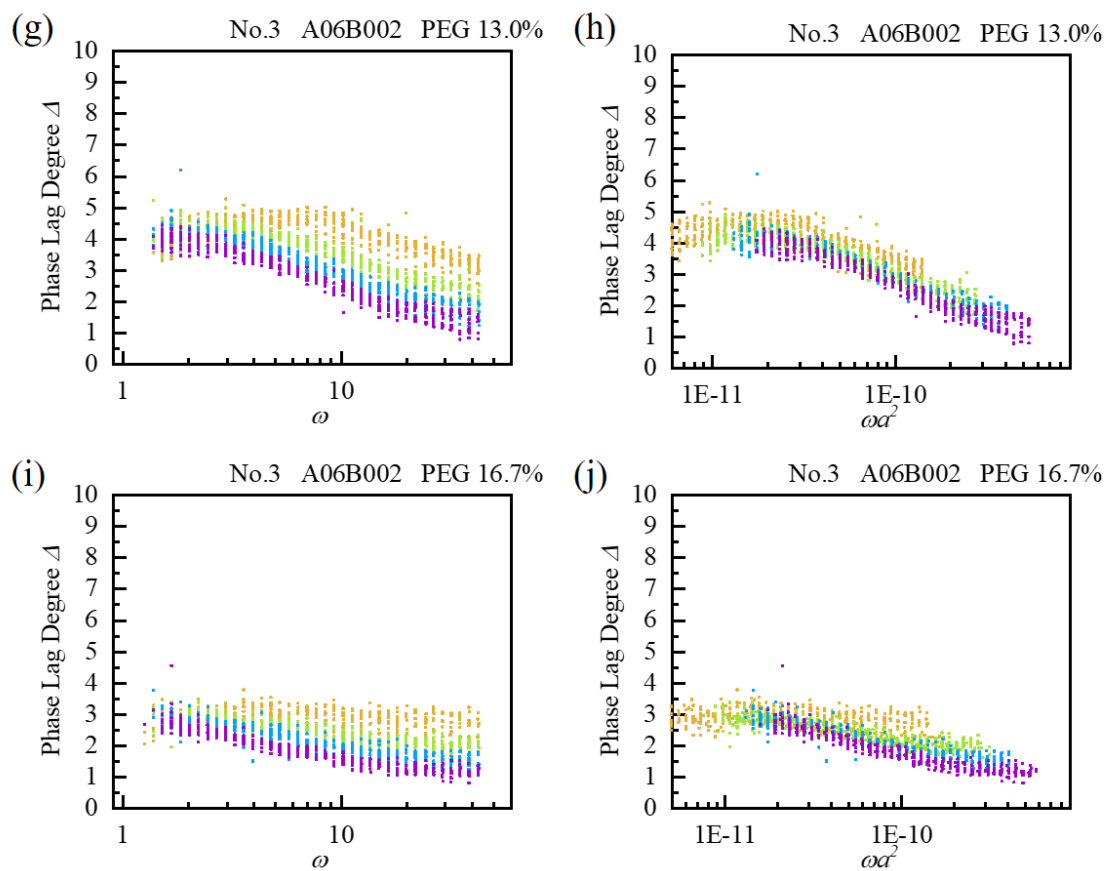 (g)
No.3 A06B002 PEG 13.0%
10
9
8
7
6
5
4
3
2
1
0
Phase Lag Degree Δ
1
10
ω
(h)
No.3 A06B002 PEG 13.0%
10
9
8
7
6
5
4
3
2
1
0
Phase Lag Degree Δ
1E-11
1E-10
ωa²
(i)
No.3 A06B002 PEG 16.7%
10
9
8
7
6
5
4
3
2
1
0
Phase Lag Degree Δ
1
10
ω
(j)
No.3 A06B002 PEG 16.7%
10
9
8
7
6
5
4
3
2
1
0
Phase Lag Degree Δ
1E-11
1E-10
ωa²